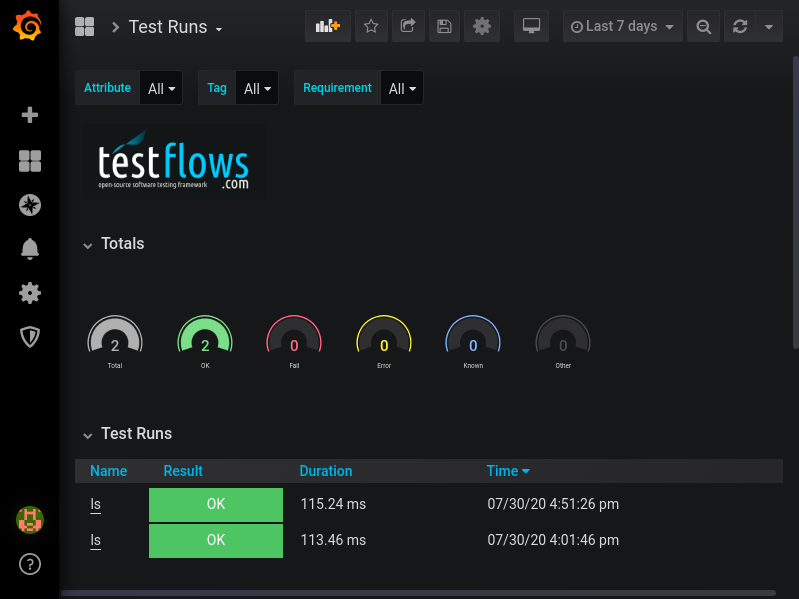 Test Runs
Last 7 days
Attribute All Tag All Requirement All
testflows
open-source software testing framework .com
Totals
2 2 0 0 0 0
Total OK Fail Error Known Other
Test Runs
Name Result Duration Time
ls OK 115.24 ms 07/30/20 4:51:26 pm
ls OK 113.46 ms 07/30/20 4:01:46 pm